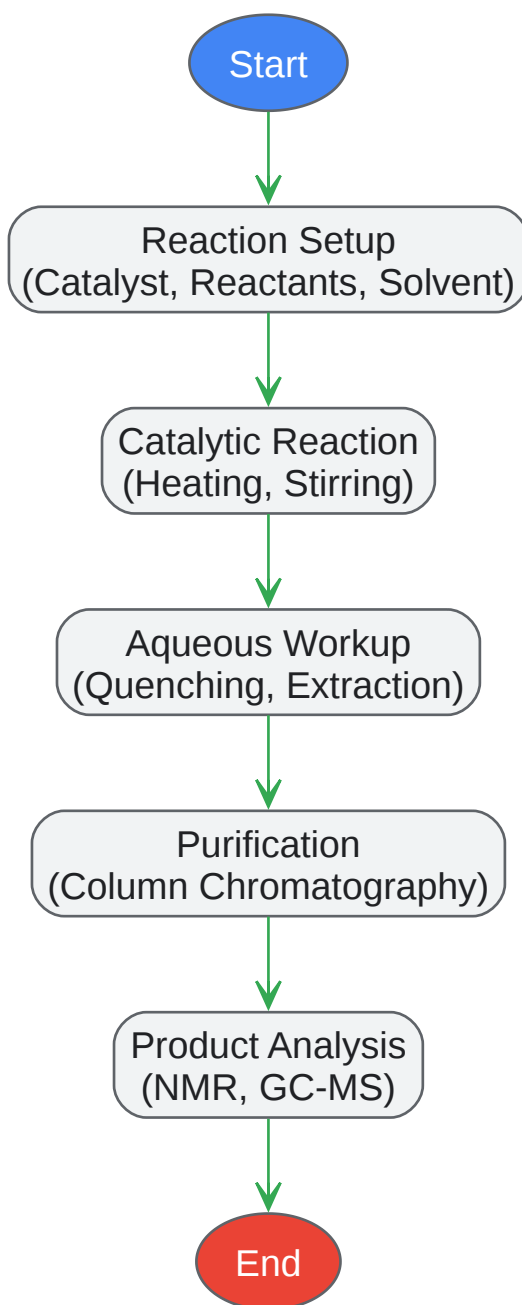 Start
Reaction Setup
(Catalyst, Reactants, Solvent)
Catalytic Reaction
(Heating, Stirring)
Aqueous Workup
(Quenching, Extraction)
Purification
(Column Chromatography)
Product Analysis
(NMR, GC-MS)
End